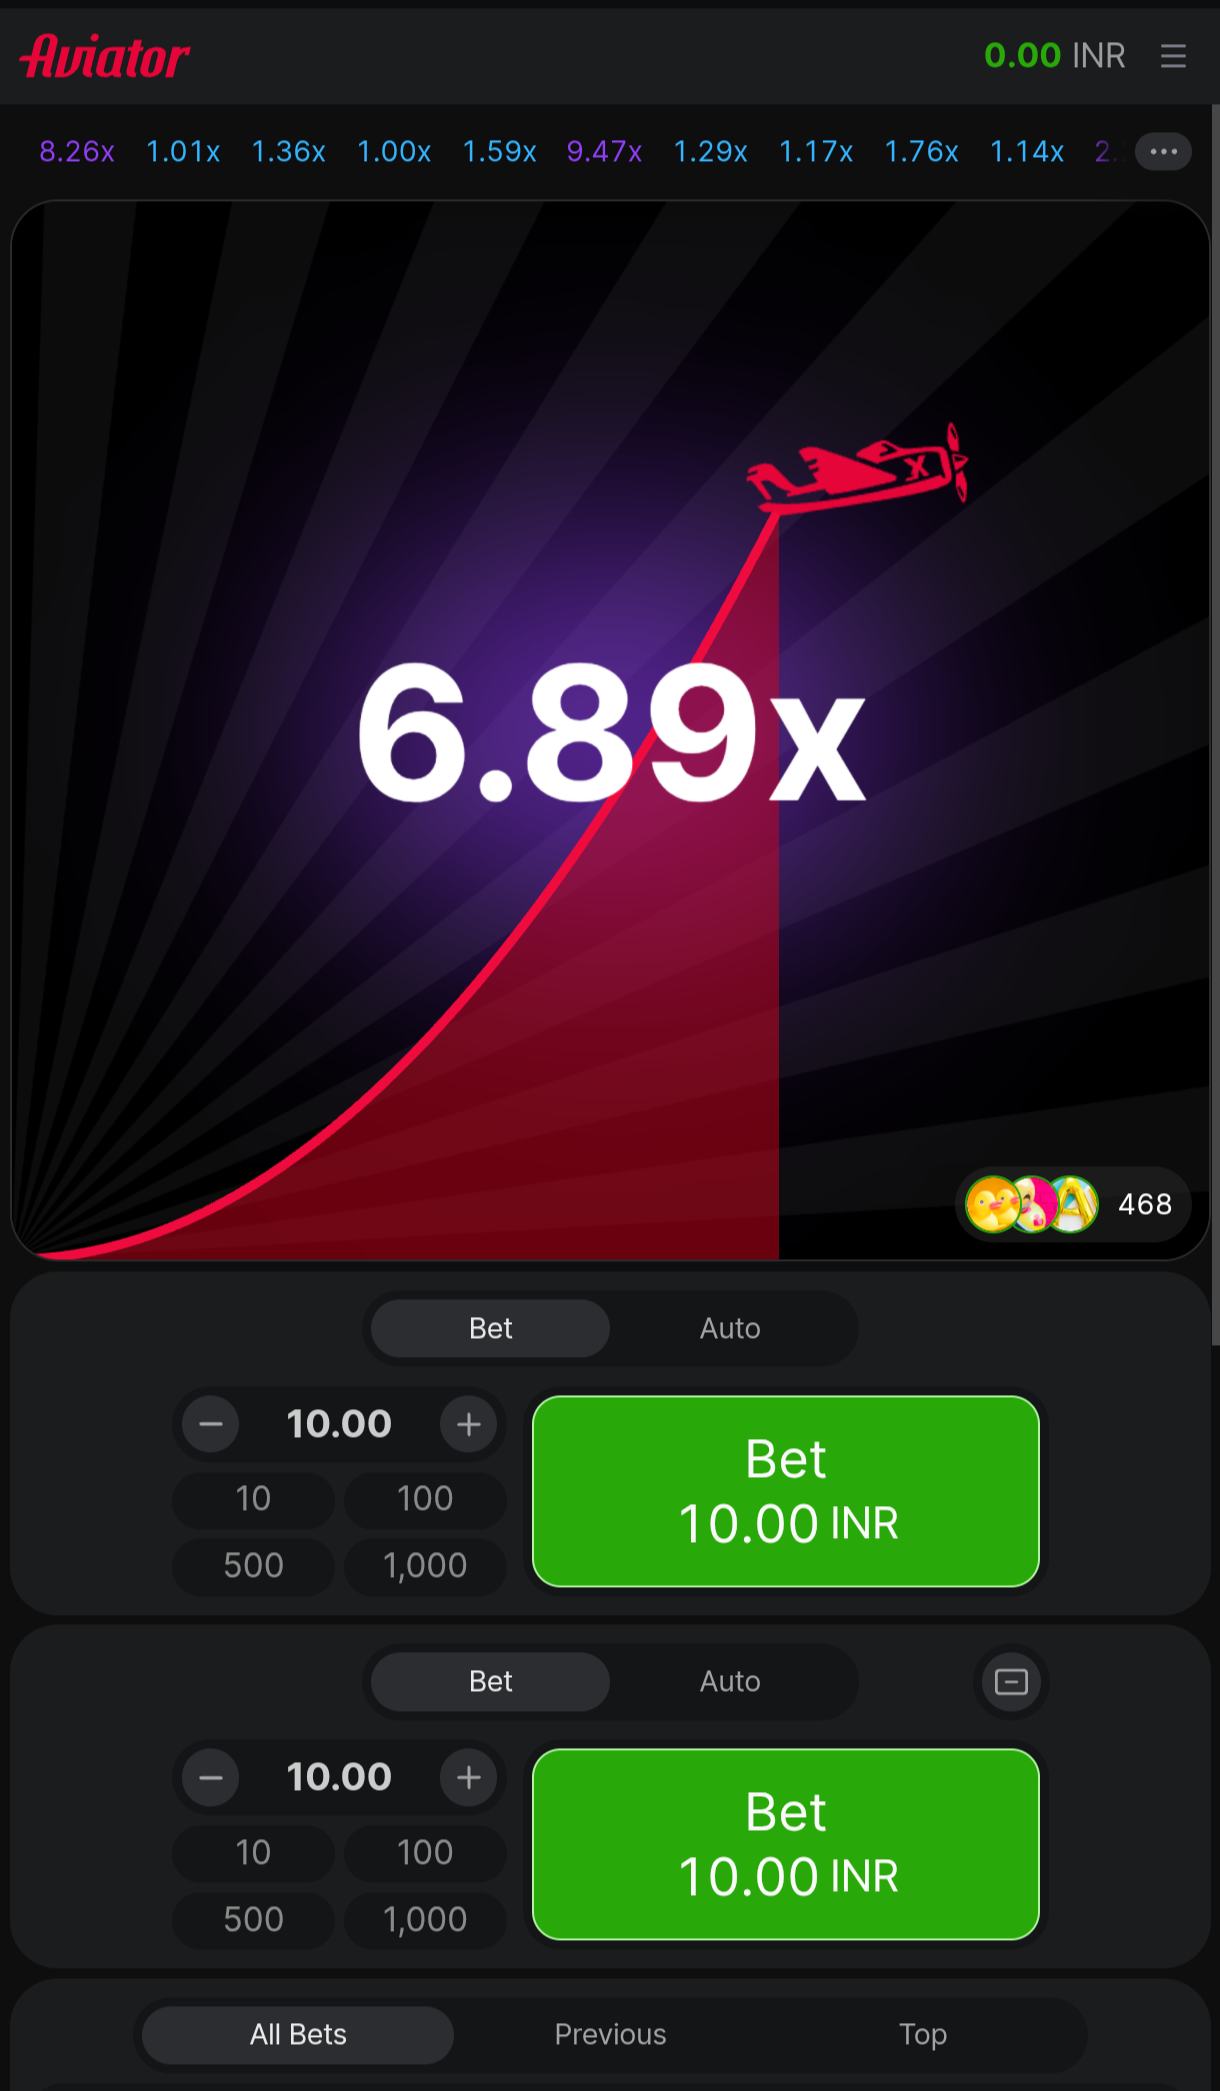 Aviator 0.00 INR
8.26x 1.01x 1.36x 1.00x 1.59x 9.47x 1.29x 1.17x 1.76x 1.14x
X
6.89x
468
Bet Auto
10.00
10 100
500 1,000
Bet
10.00 INR
Bet Auto
10.00
10 100
500 1,000
Bet
10.00 INR
All Bets Previous Top